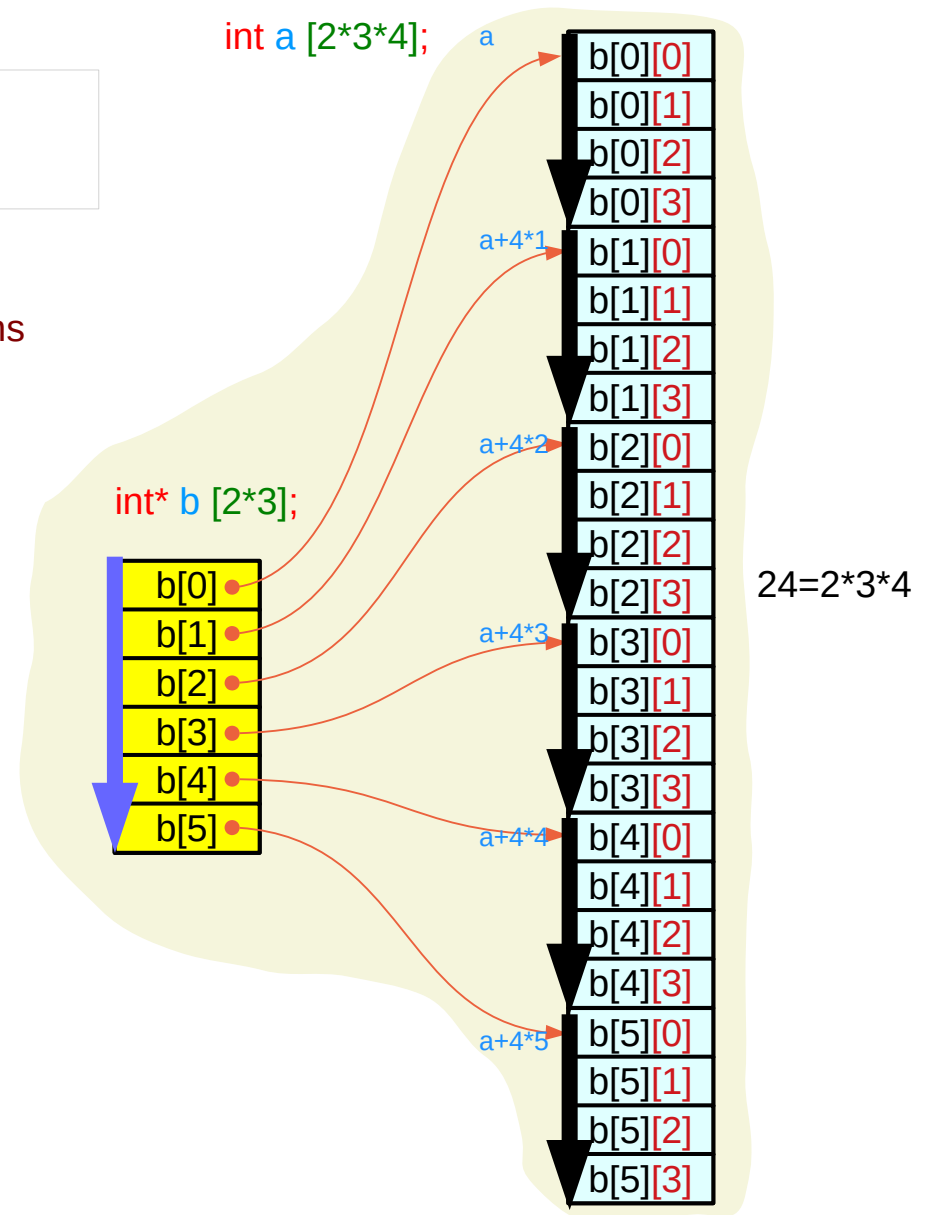 int a [2*3*4];
a
b[0][0]
b[0][1]
b[0][2]
b[0][3]
a+4*1
b[1][0]
b[1][1]
ns
b[1][2]
b[1][3]
a+4*2
b[2][0]
b[2][1]
int* b [2*3];
b[2][2]
b[2][3]
24=2*3*4
b[0]
b[1]
b[2]
b[3]
b[4]
b[5]
a+4*3
b[3][0]
b[3][1]
b[3][2]
b[3][3]
a+4*4
b[4][0]
b[4][1]
b[4][2]
b[4][3]
a+4*5
b[5][0]
b[5][1]
b[5][2]
b[5][3]